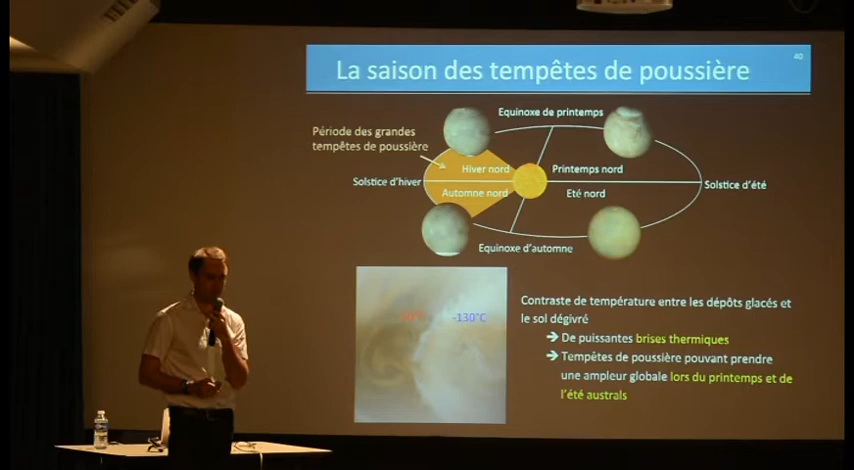 La saison des tempêtes de poussière
40
Equinoxe de printemps
Période des grandes
tempêtes de poussière
Hiver nord
Printemps nord
Solstice d'hiver
Solstice d'été
Automne nord
Eté nord
Equinoxe d'automne
-130°C
Contraste de température entre les dépôts glacés et
le sol dégivré
➔ De puissantes brises thermiques
➔ Tempêtes de poussière pouvant prendre
une ampleur globale lors du printemps et de
l'été australs